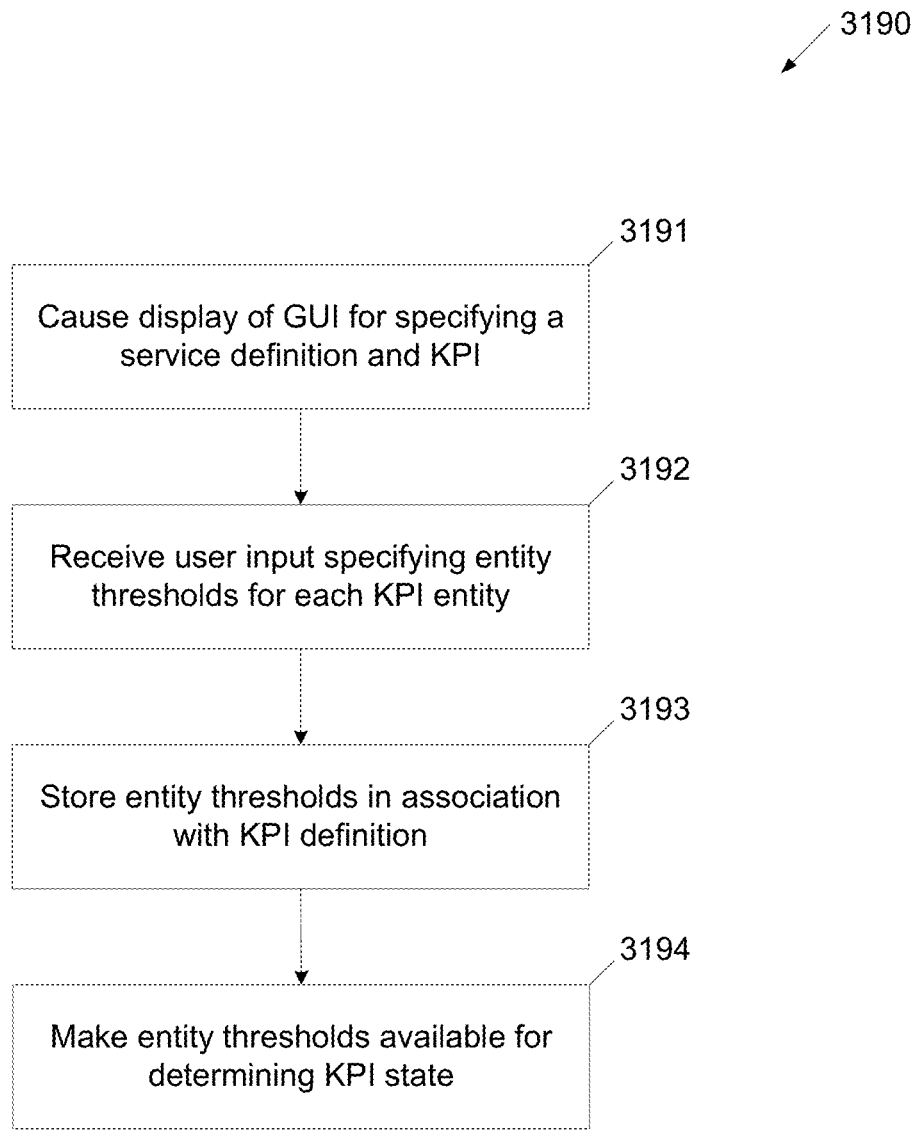 3190
3191
Cause display of GUI for specifying a
service definition and KPI
3192
Receive user input specifying entity
thresholds for each KPI entity
3193
Store entity thresholds in association
with KPI definition
3194
Make entity thresholds available for
determining KPI state